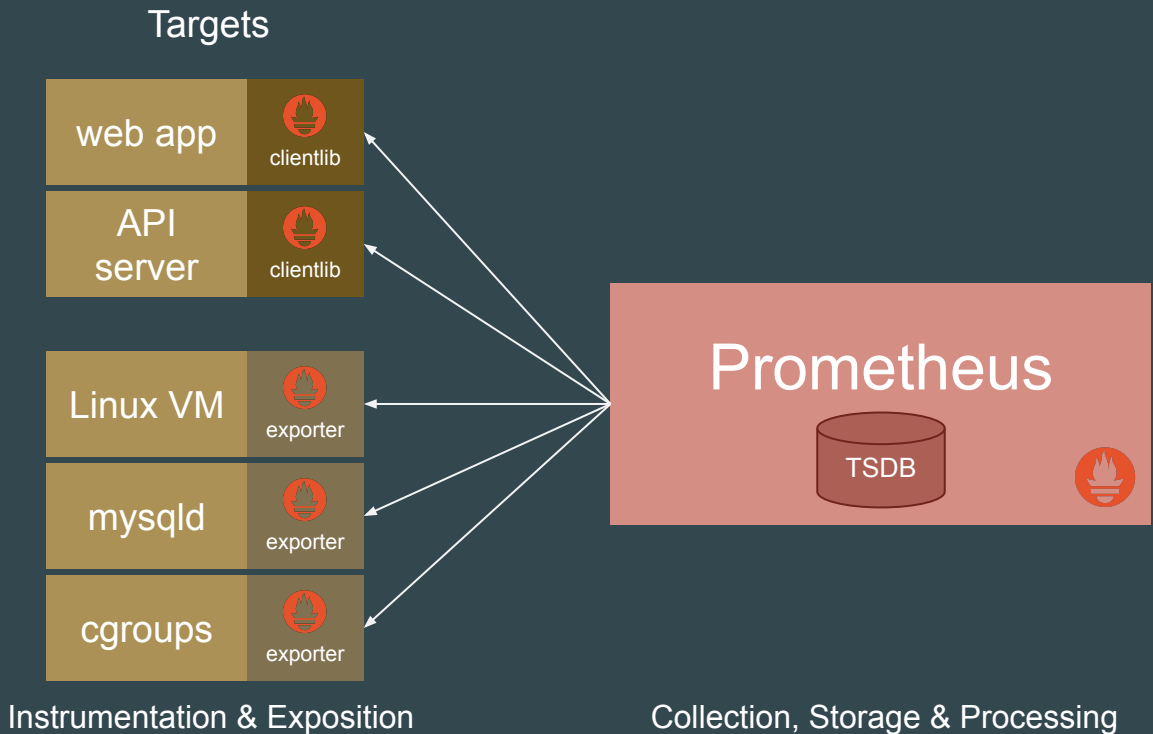 Targets
web app
clientlib
API
server
clientlib
Linux VM
exporter
mysqld
exporter
cgroups
exporter
Prometheus
TSDB
Instrumentation & Exposition
Collection, Storage & Processing